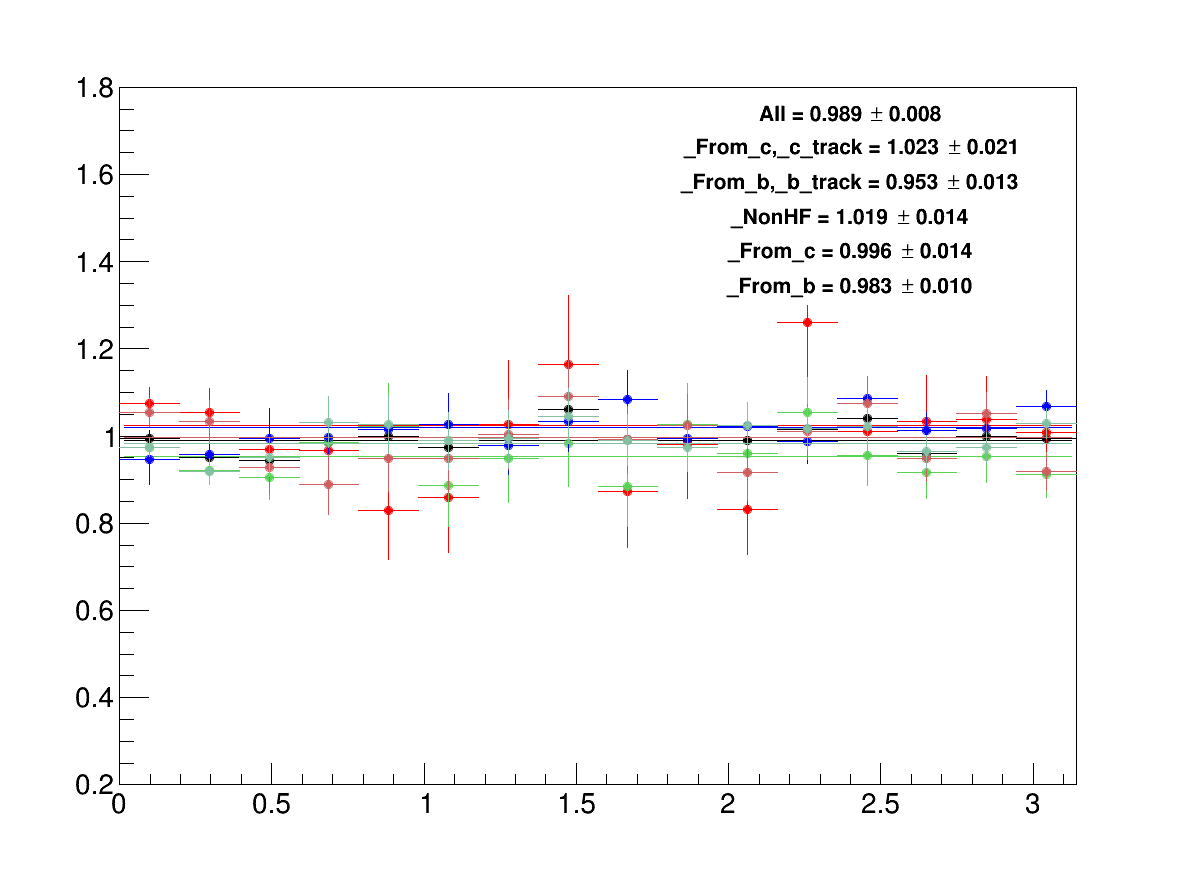 1.8
All = 0.989 ± 0.008
_From_c,_c_track = 1.023 ± 0.021
1.6
_From_b,_b_track = 0.953 ± 0.013
_NonHF = 1.019 ± 0.014
_From_c = 0.996 ± 0.014
1.4
_From_b = 0.983 ± 0.010
1.2
1
0.8
0.6
0.4
0.2
0 0.5 1 1.5 2 2.5 3